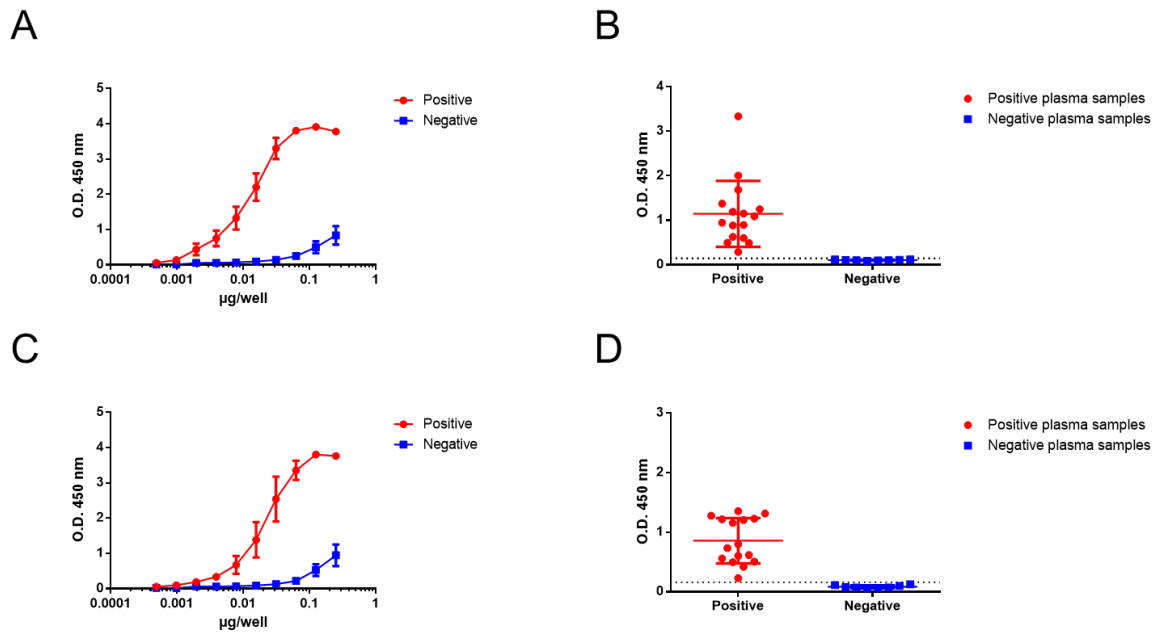 A
O.D. 450 nm
5
4
3
2
1
0
0.0001
0.001
0.01
0.1
1
µg/well
Positive
Negative
B
O.D. 450 nm
4
3
2
1
0
Positive
Negative
Positive plasma samples
Negative plasma samples
C
O.D. 450 nm
5
4
3
2
1
0
0.0001
0.001
0.01
0.1
1
µg/well
Positive
Negative
D
O.D. 450 nm
3
2
1
0
Positive
Negative
Positive plasma samples
Negative plasma samples